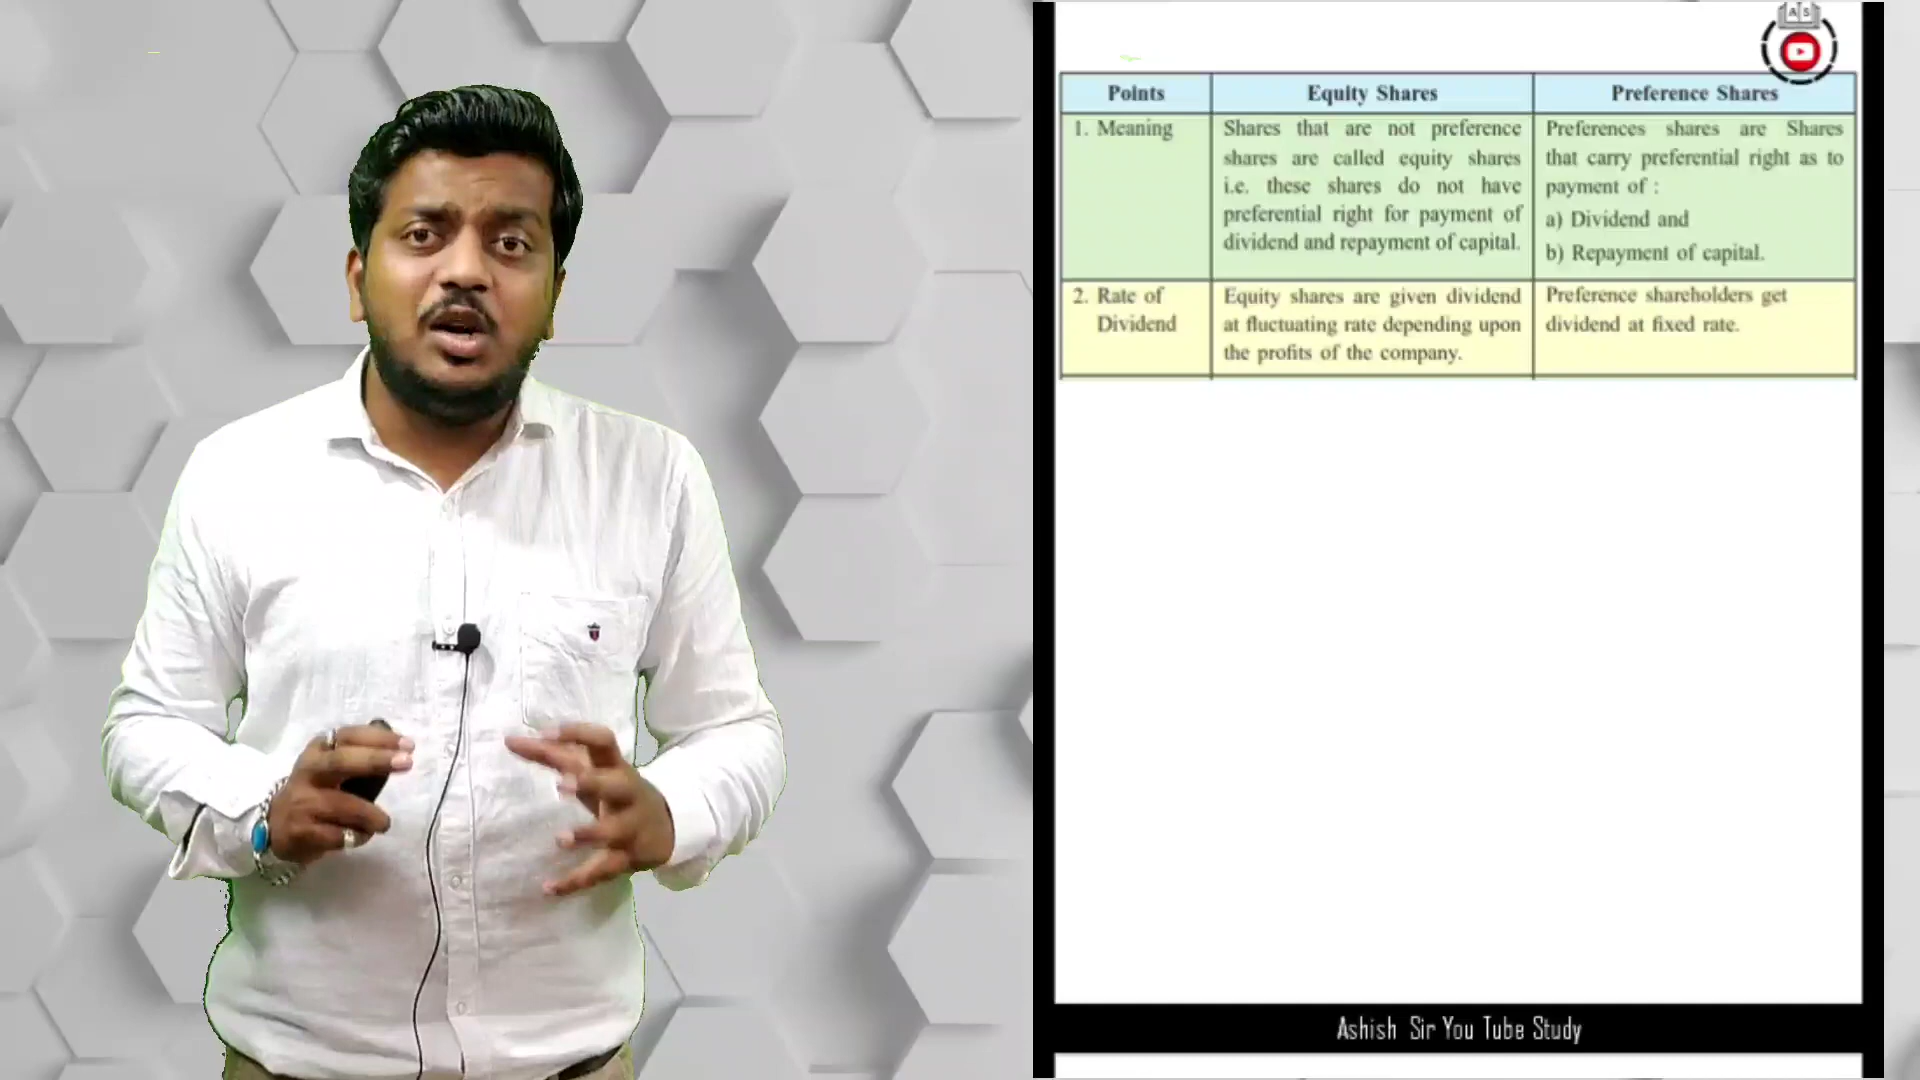 A S
Points
Equity Shares
Preference Shares
1. Meaning
Shares that are not preference
shares are called equity shares
i.e. these shares do not have
preferential right for payment of
dividend and repayment of capital.
Preferences shares are Shares
that carry preferential right as to
payment of :
a) Dividend and
b) Repayment of capital.
2. Rate of
Dividend
Equity shares are given dividend
at fluctuating rate depending upon
the profits of the company.
Preference shareholders get
dividend at fixed rate.
Ashish Sir You Tube Study